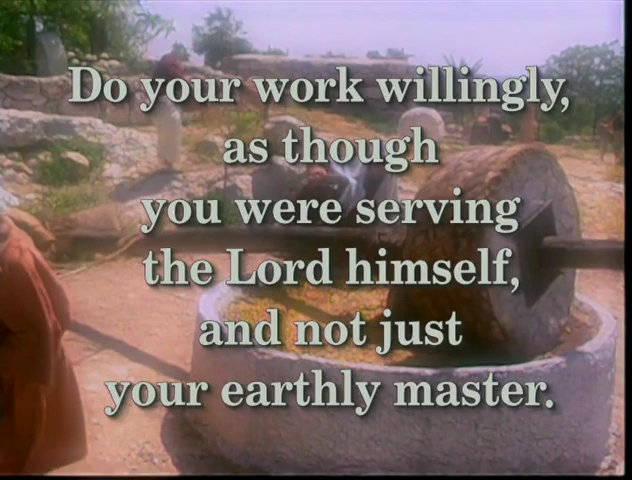 Do your work willingly,
as though
you were serving
the Lord himself,
and not just
your earthly master.